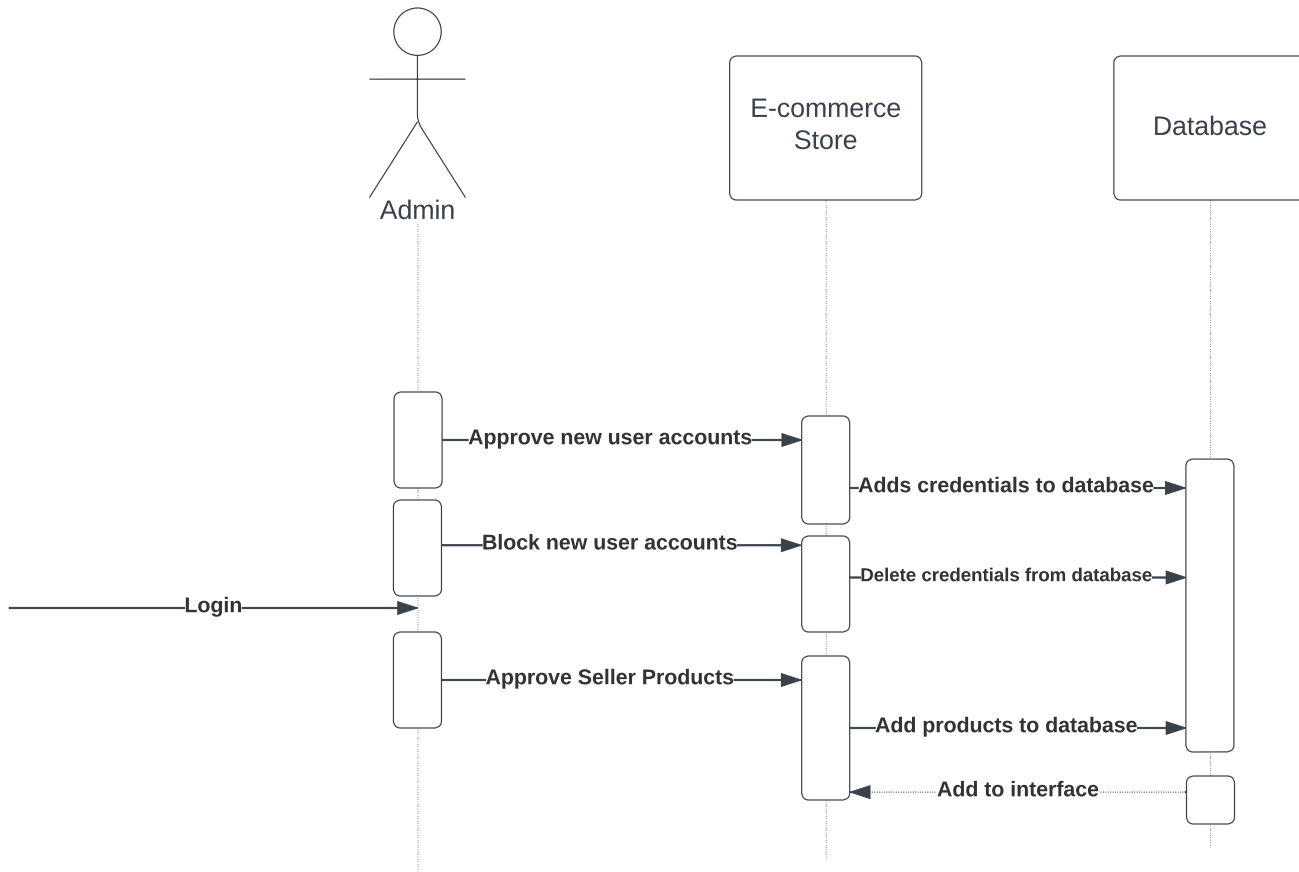 Admin
E-commerce
Store
Database
Approve new user accounts
Adds credentials to database
Block new user accounts
Delete credentials from database
Login
Approve Seller Products
Add products to database
Add to interface